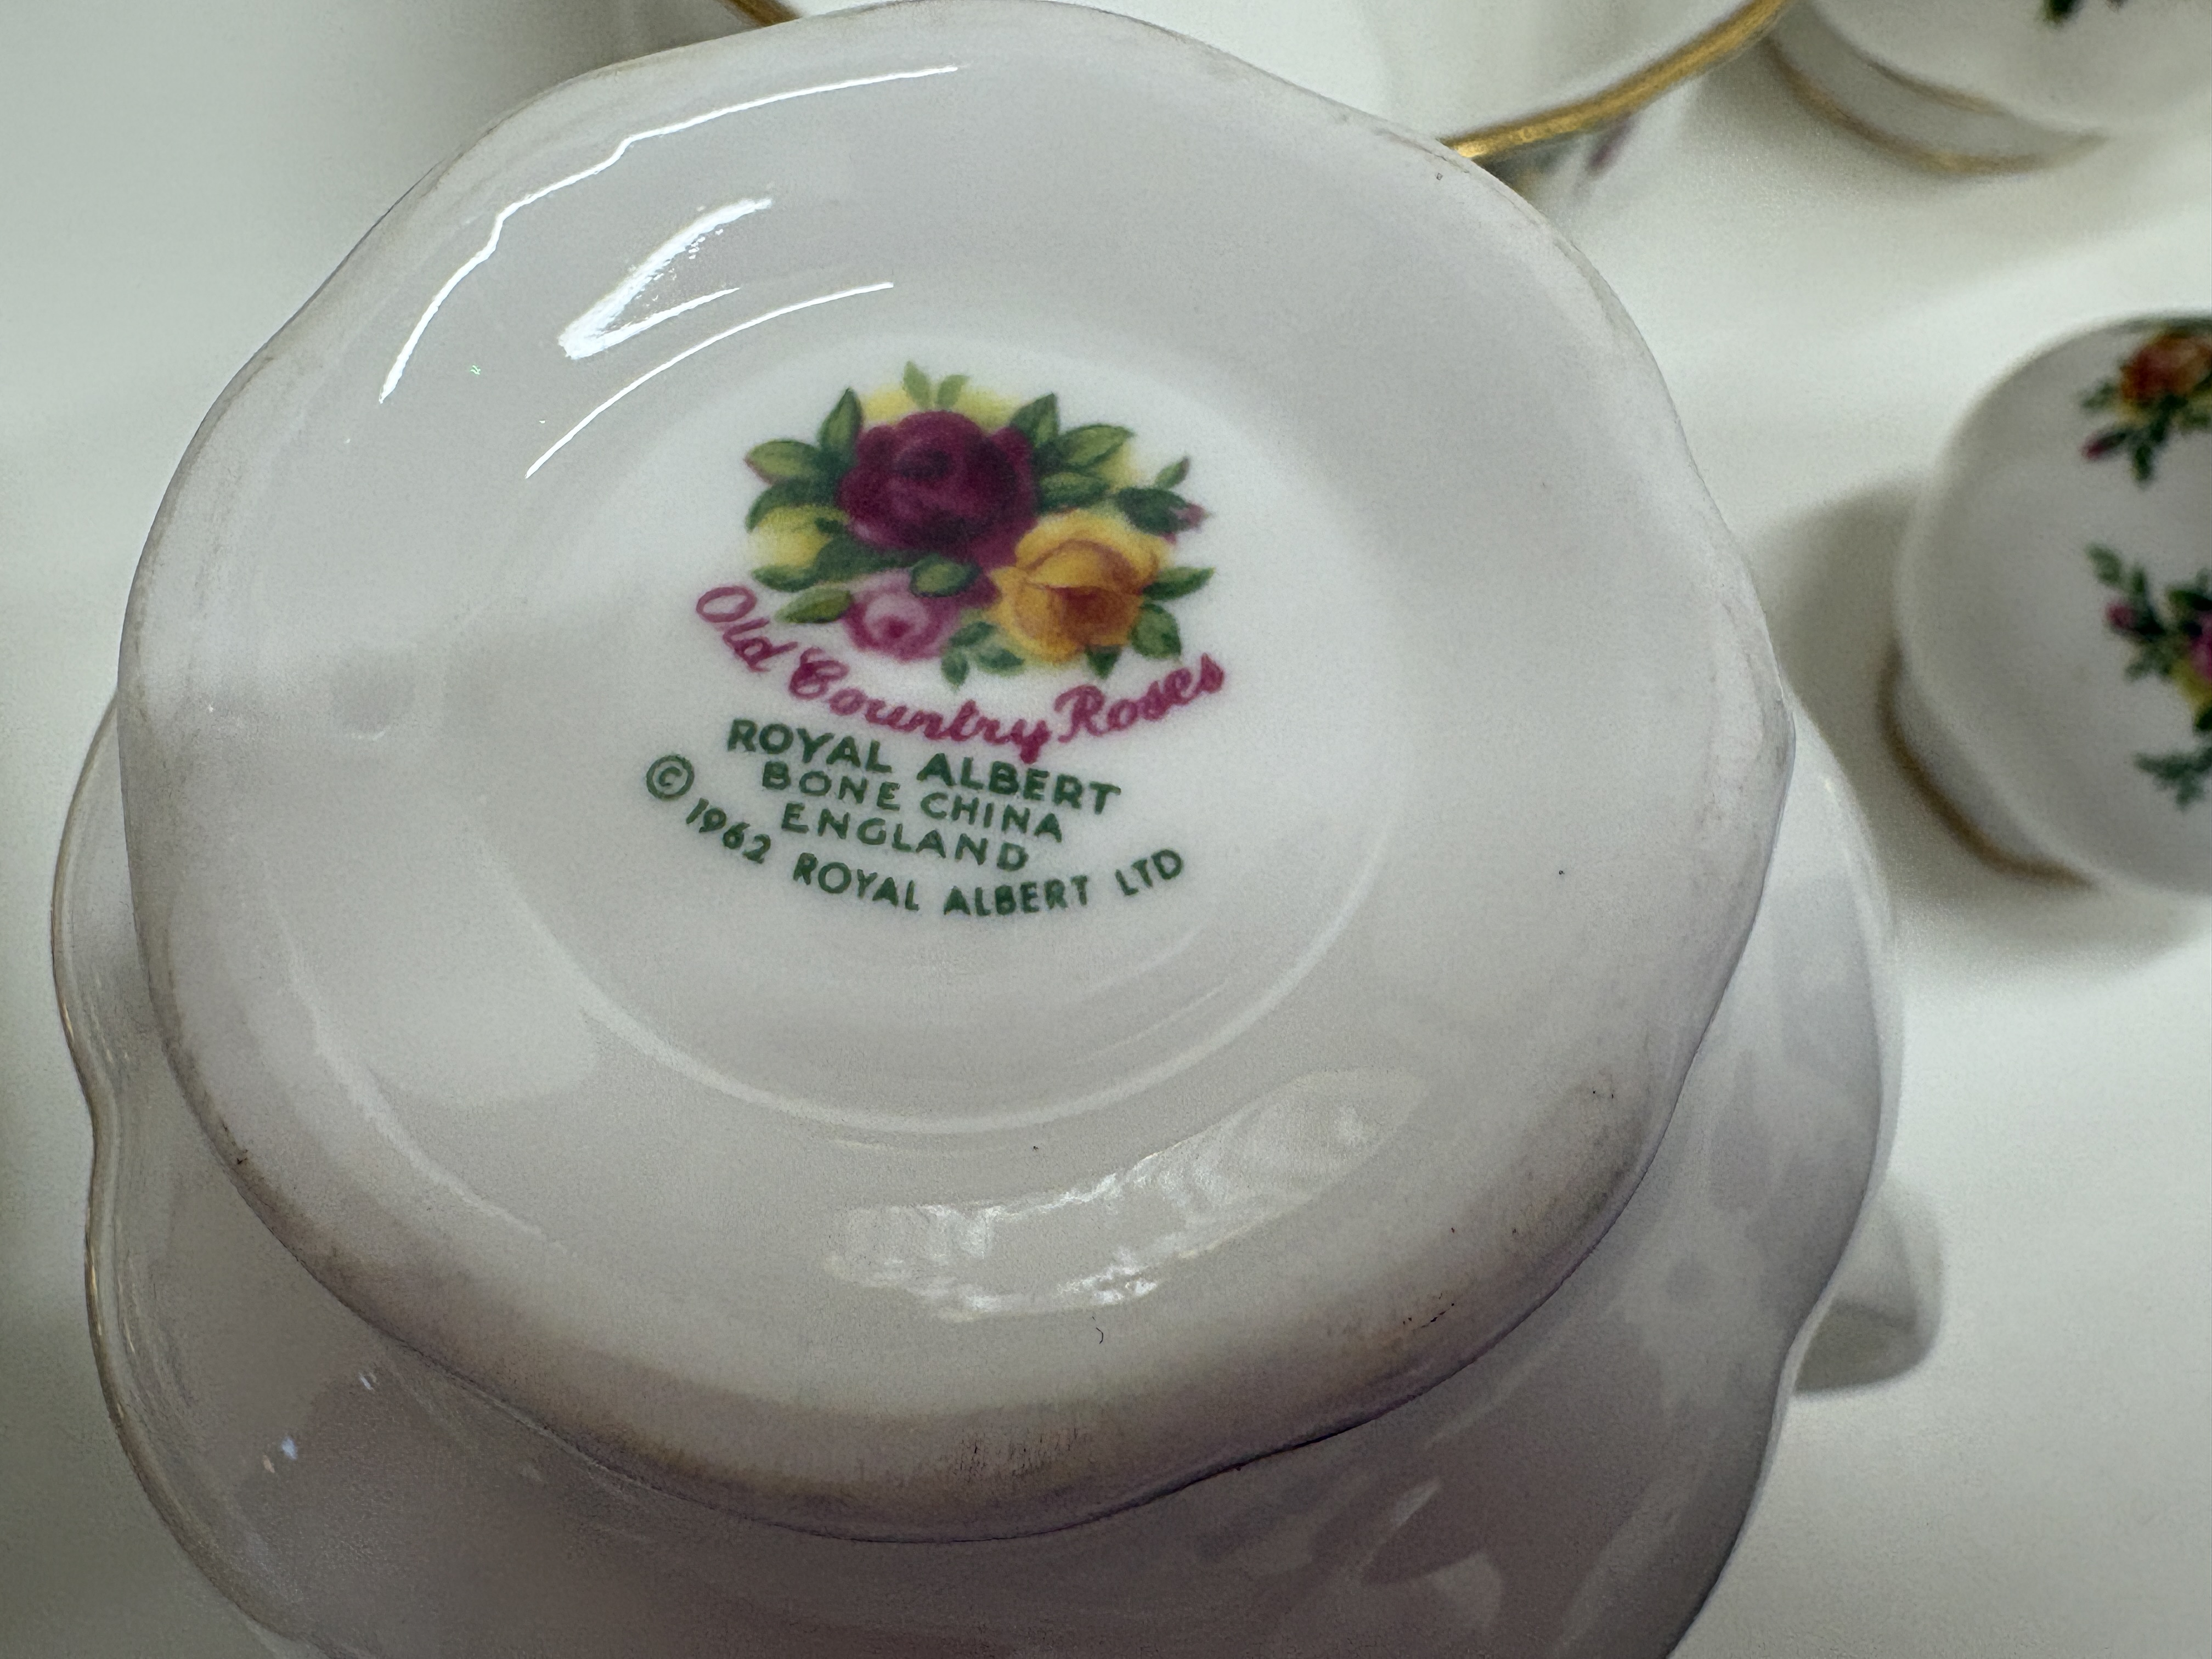 Old Country Roses
ROYAL ALBERT
BONE CHINA
ENGLAND
© 1962 ROYAL ALBERT LTD